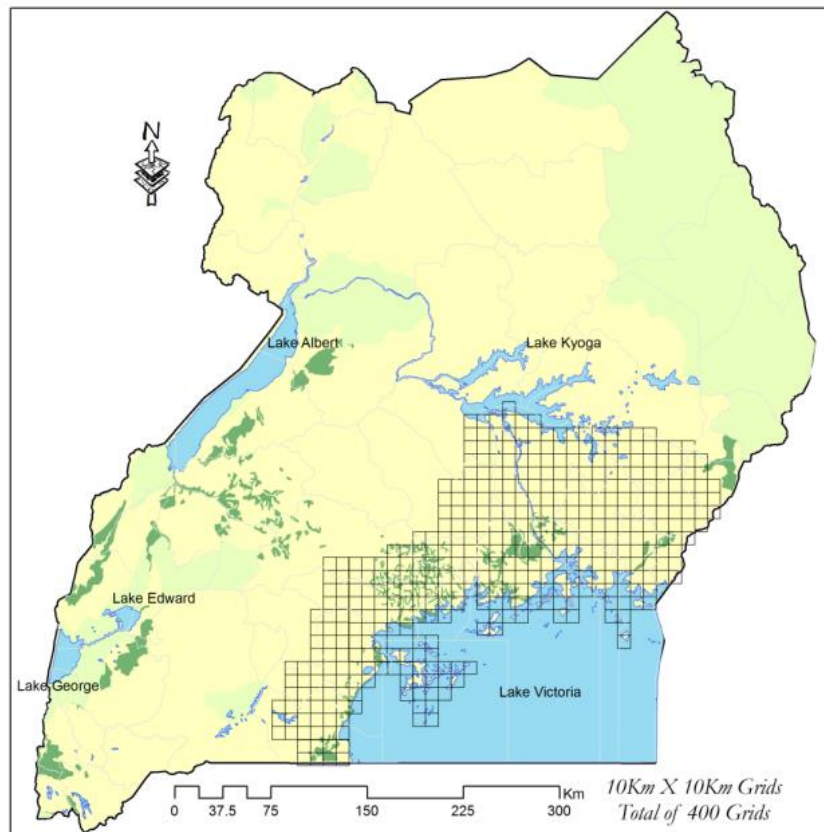 N
Lake Albert
Lake Kyoga
Lake Edward
Lake George
Lake Victoria
Km
0 37.5 75 150 225 300
10Km X 10Km Grids
Total of 400 Grids